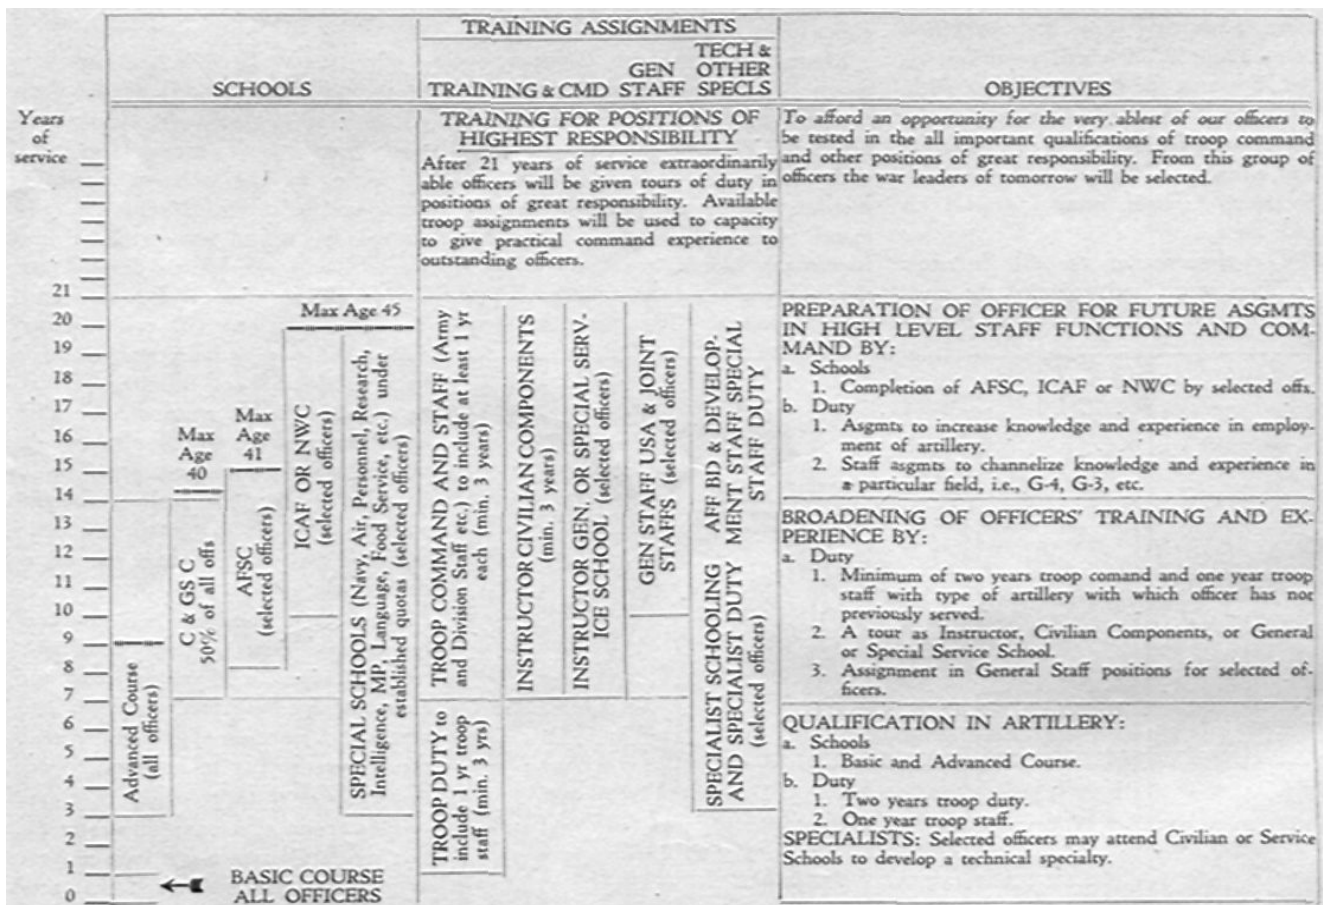 TRAINING ASSIGNMENTS
TECH &
GEN OTHER
SCHOOLS
TRAINING & CMD STAFF SPECLS
OBJECTIVES
Years
of
service
TRAINING FOR POSITIONS OF
HIGHEST RESPONSIBILITY
After 21 years of service extraordinarily
able officers will be given tours of duty in
positions of great responsibility. Available
troop assignments will be used to capacity
to give practical command experience to
outstanding officers.
To afford an opportunity for the very ablest of our officers to
be tested in the all important qualifications of troop command
and other positions of great responsibility. From this group of
officers the war leaders of tomorrow will be selected.
21
20
19
18
17
16
15
14
13
12
11
10
9
8
7
6
5
4
3
2
1
0
Advanced Course
(all officers)
Max
Age
40
C & GS C
50% of all offs
Max
Age
41
AFSC
(selected officers)
Max Age 45
ICAF OR NWC
(selected officers)
SPECIAL SCHOOLS (Navy, Air, Personnel, Research,
Intelligence, MP, Language, Food Service, etc.) under
established quotas (selected officers)
BASIC COURSE
ALL OFFICERS
TROOP COMMAND AND STAFF (Army
and Division Staff etc.) to include at least 1 yr
each (min. 3 years)
TROOP DUTY to
include 1 yr troop
staff (min. 3 yrs)
INSTRUCTOR CIVILIAN COMPONENTS
(min. 3 years)
INSTRUCTOR GEN. OR SPECIAL SERV-
ICE SCHOOL (selected officers)
GEN STAFF USA & JOINT
STAFFS (selected officers)
SPECIALIST SCHOOLING AFF BD & DEVELOP-
AND SPECIALIST DUTY MENT STAFF SPECIAL
(selected officers) STAFF DUTY
PREPARATION OF OFFICER FOR FUTURE ASGMTS
IN HIGH LEVEL STAFF FUNCTIONS AND COM-
MAND BY:
a. Schools
1. Completion of AFSC, ICAF or NWC by selected offs.
b. Duty
1. Asgmts to increase knowledge and experience in employ-
ment of artillery.
2. Staff asgmts to channelize knowledge and experience in
a particular field, i.e., G-4, G-3, etc.
BROADENING OF OFFICERS' TRAINING AND EX-
PERIENCE BY:
a. Duty
1. Minimum of two years troop comand and one year troop
staff with type of artillery with which officer has not
previously served.
2. A tour as Instructor, Civilian Components, or General
or Special Service School.
3. Assignment in General Staff positions for selected of-
ficers.
QUALIFICATION IN ARTILLERY:
a. Schools
1. Basic and Advanced Course.
b. Duty
1. Two years troop duty.
2. One year troop staff.
SPECIALISTS: Selected officers may attend Civilian or Service
Schools to develop a technical specialty.